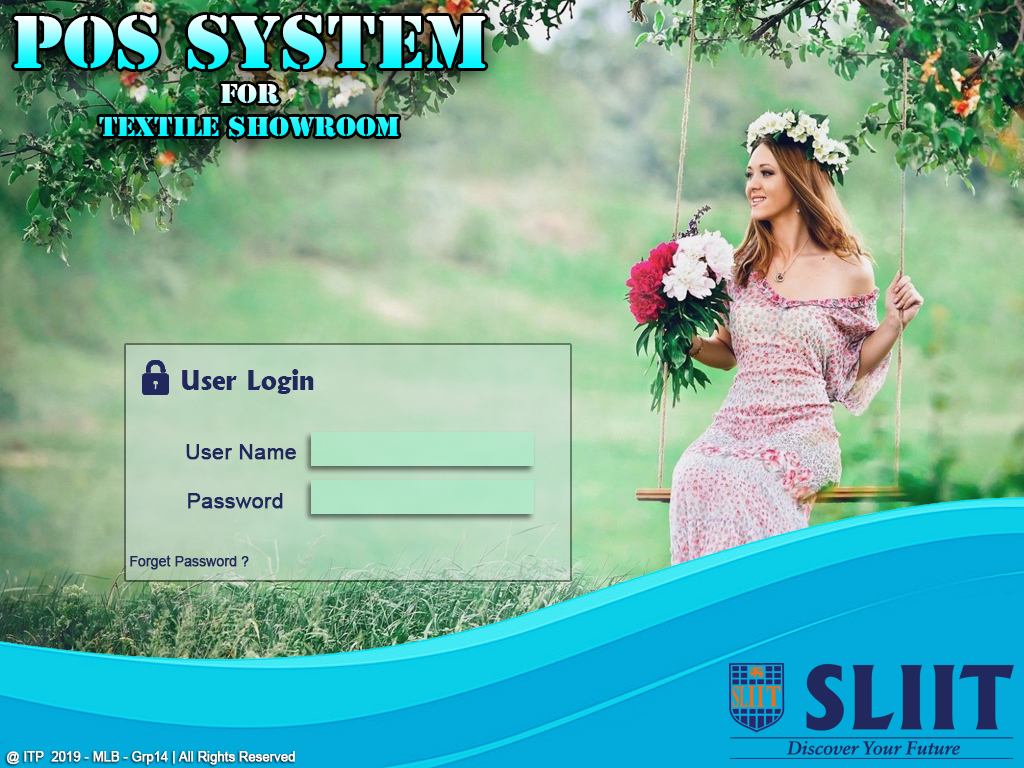 POS SYSTEM
FOR
TEXTILE SHOWROOM
User Login
User Name
Password
Forget Password ?
SLIIT
SLIIT
Discover Your Future
@ ITP 2019 - MLB - Grp14 | All Rights Reserved